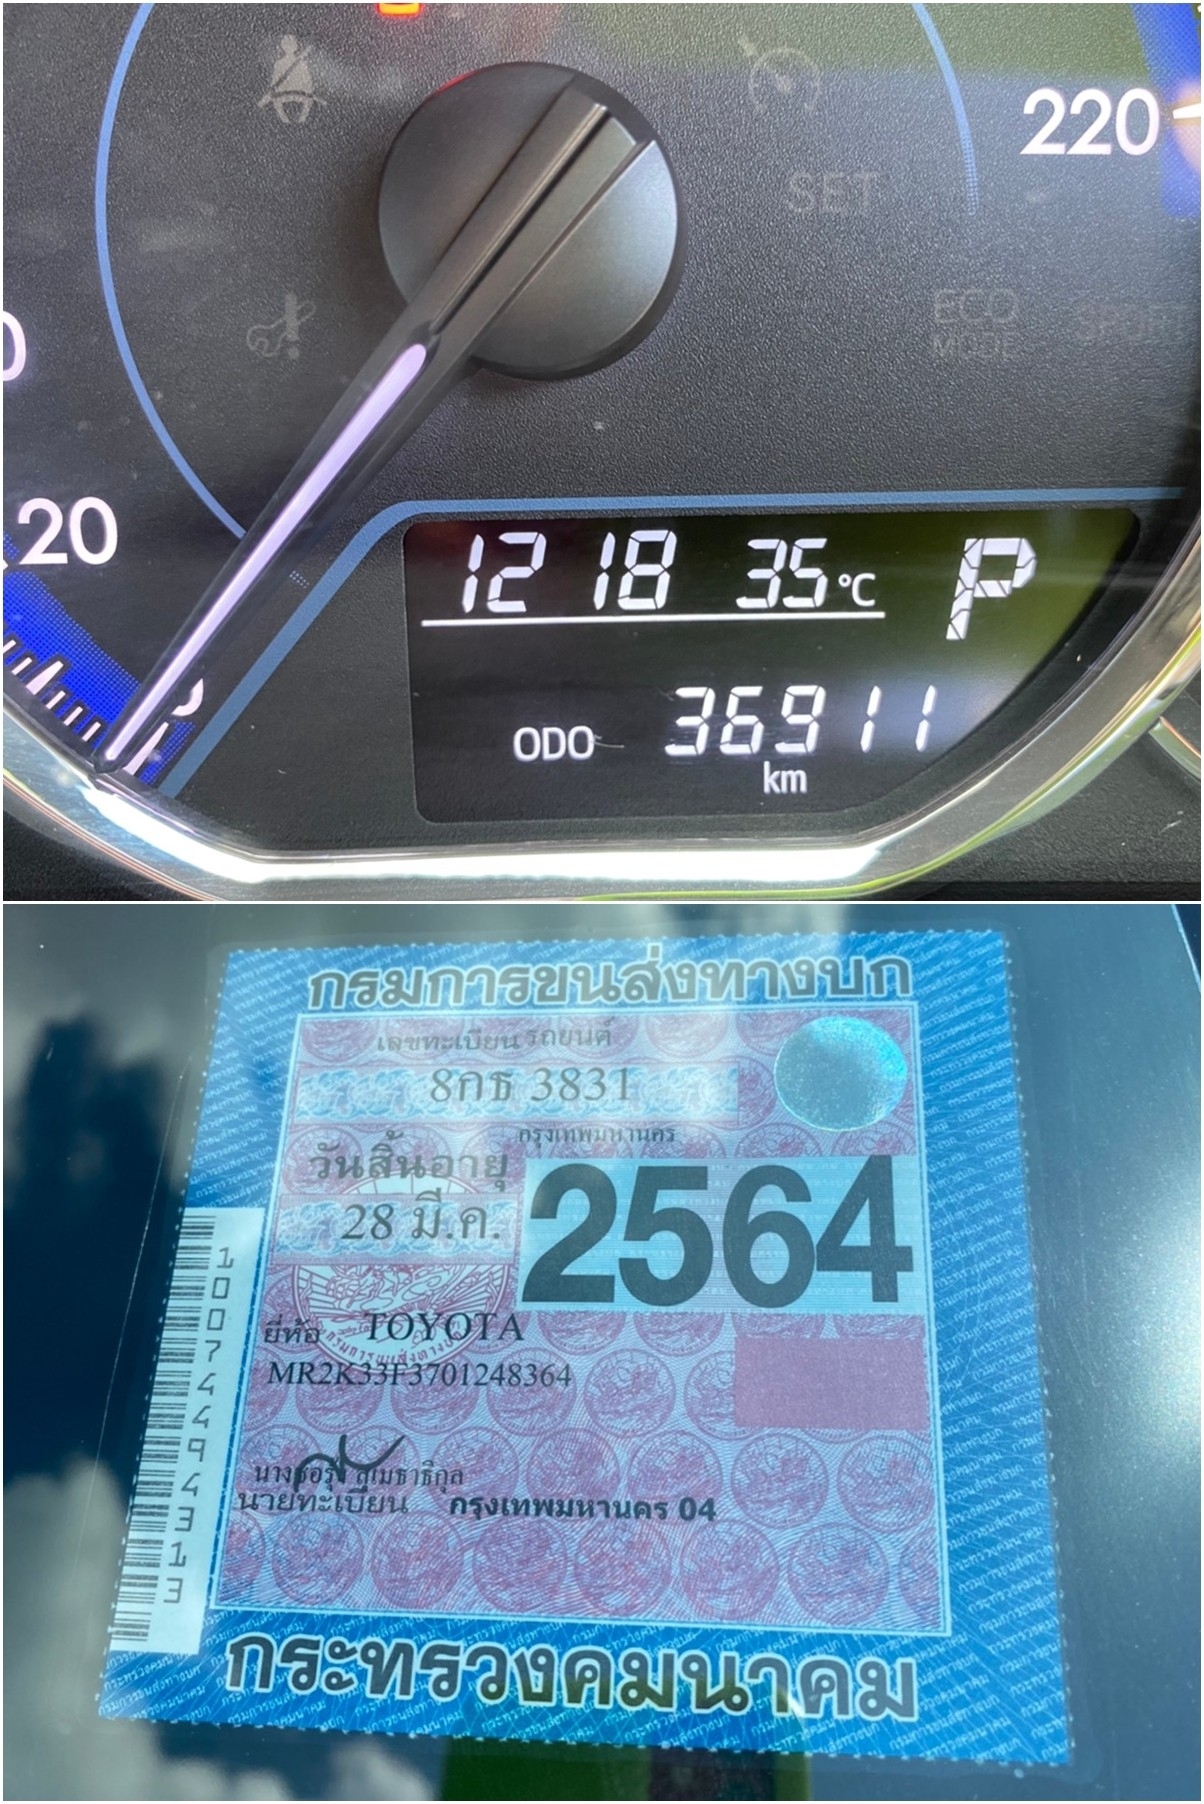 220
SET
ECO
MODE
SPORT
20
12 18 35 °C P
ODO 36911
km
กรมการขนส่งทางบก
เลขทะเบียน รถยนต์
8กธ 3831
กรุงเทพมหานคร
วันสิ้นอายุ
28 มี.ค.
2564
ยี่ห้อ TOYOTA
MR2K33F3701248364
นายทะเบียน กรุงเทพมหานคร 04
1007449431313
กระทรวงคมนาคม